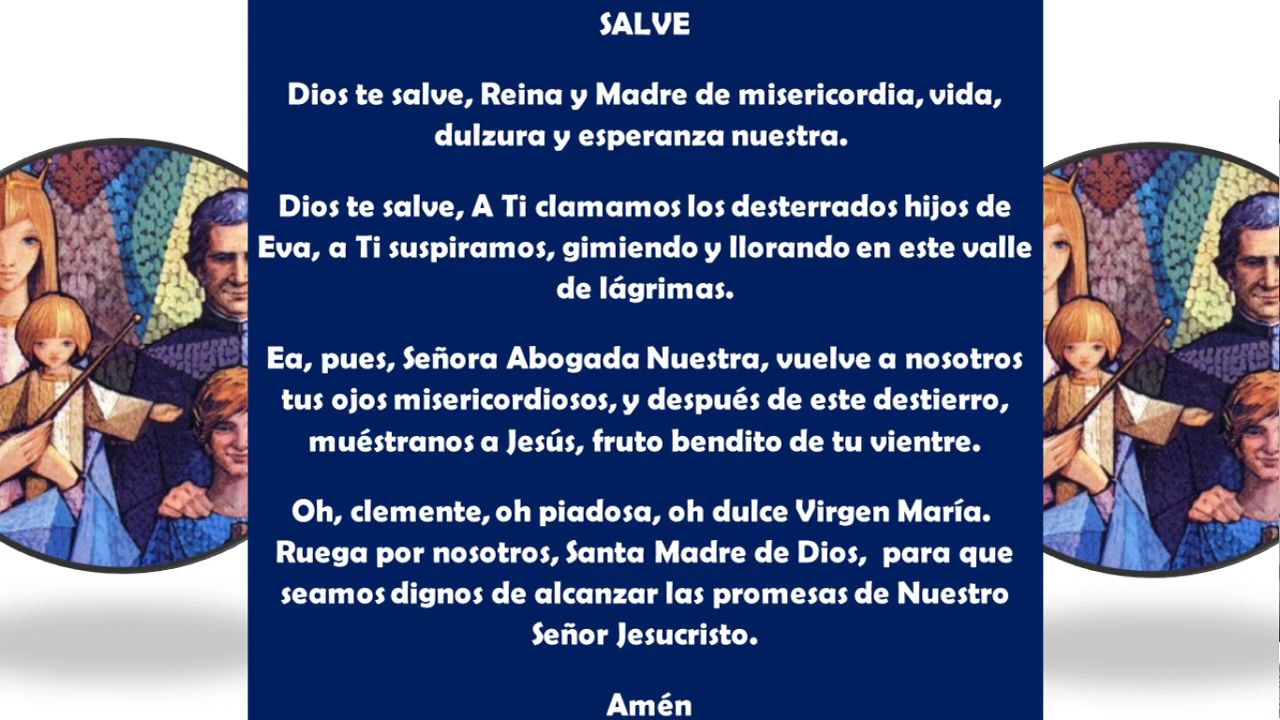 SALVE
Dios te salve, Reina y Madre de misericordia, vida,
dulzura y esperanza nuestra.
Dios te salve, A Ti clamamos los desterrados hijos de
Eva, a Ti suspiramos, gimiendo y llorando en este valle
de lágrimas.
Ea, pues, Señora Abogada Nuestra, vuelve a nosotros
tus ojos misericordiosos, y después de este destierro,
muéstranos a Jesús, fruto bendito de tu vientre.
Oh, clemente, oh piadosa, oh dulce Virgen María.
Ruega por nosotros, Santa Madre de Dios,  para que
seamos dignos de alcanzar las promesas de Nuestro
Señor Jesucristo.
Amén